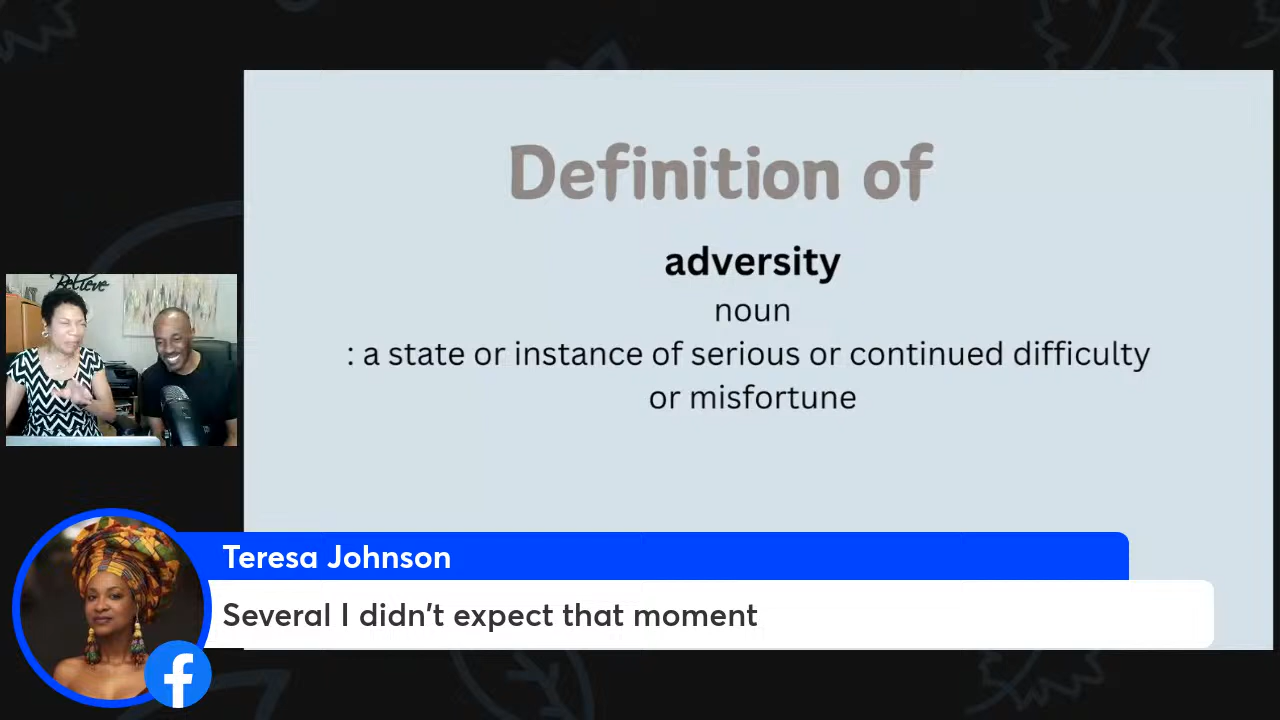 Definition of
adversity
noun
: a state or instance of serious or continued difficulty
or misfortune
Believe
Teresa Johnson
Several I didn't expect that moment